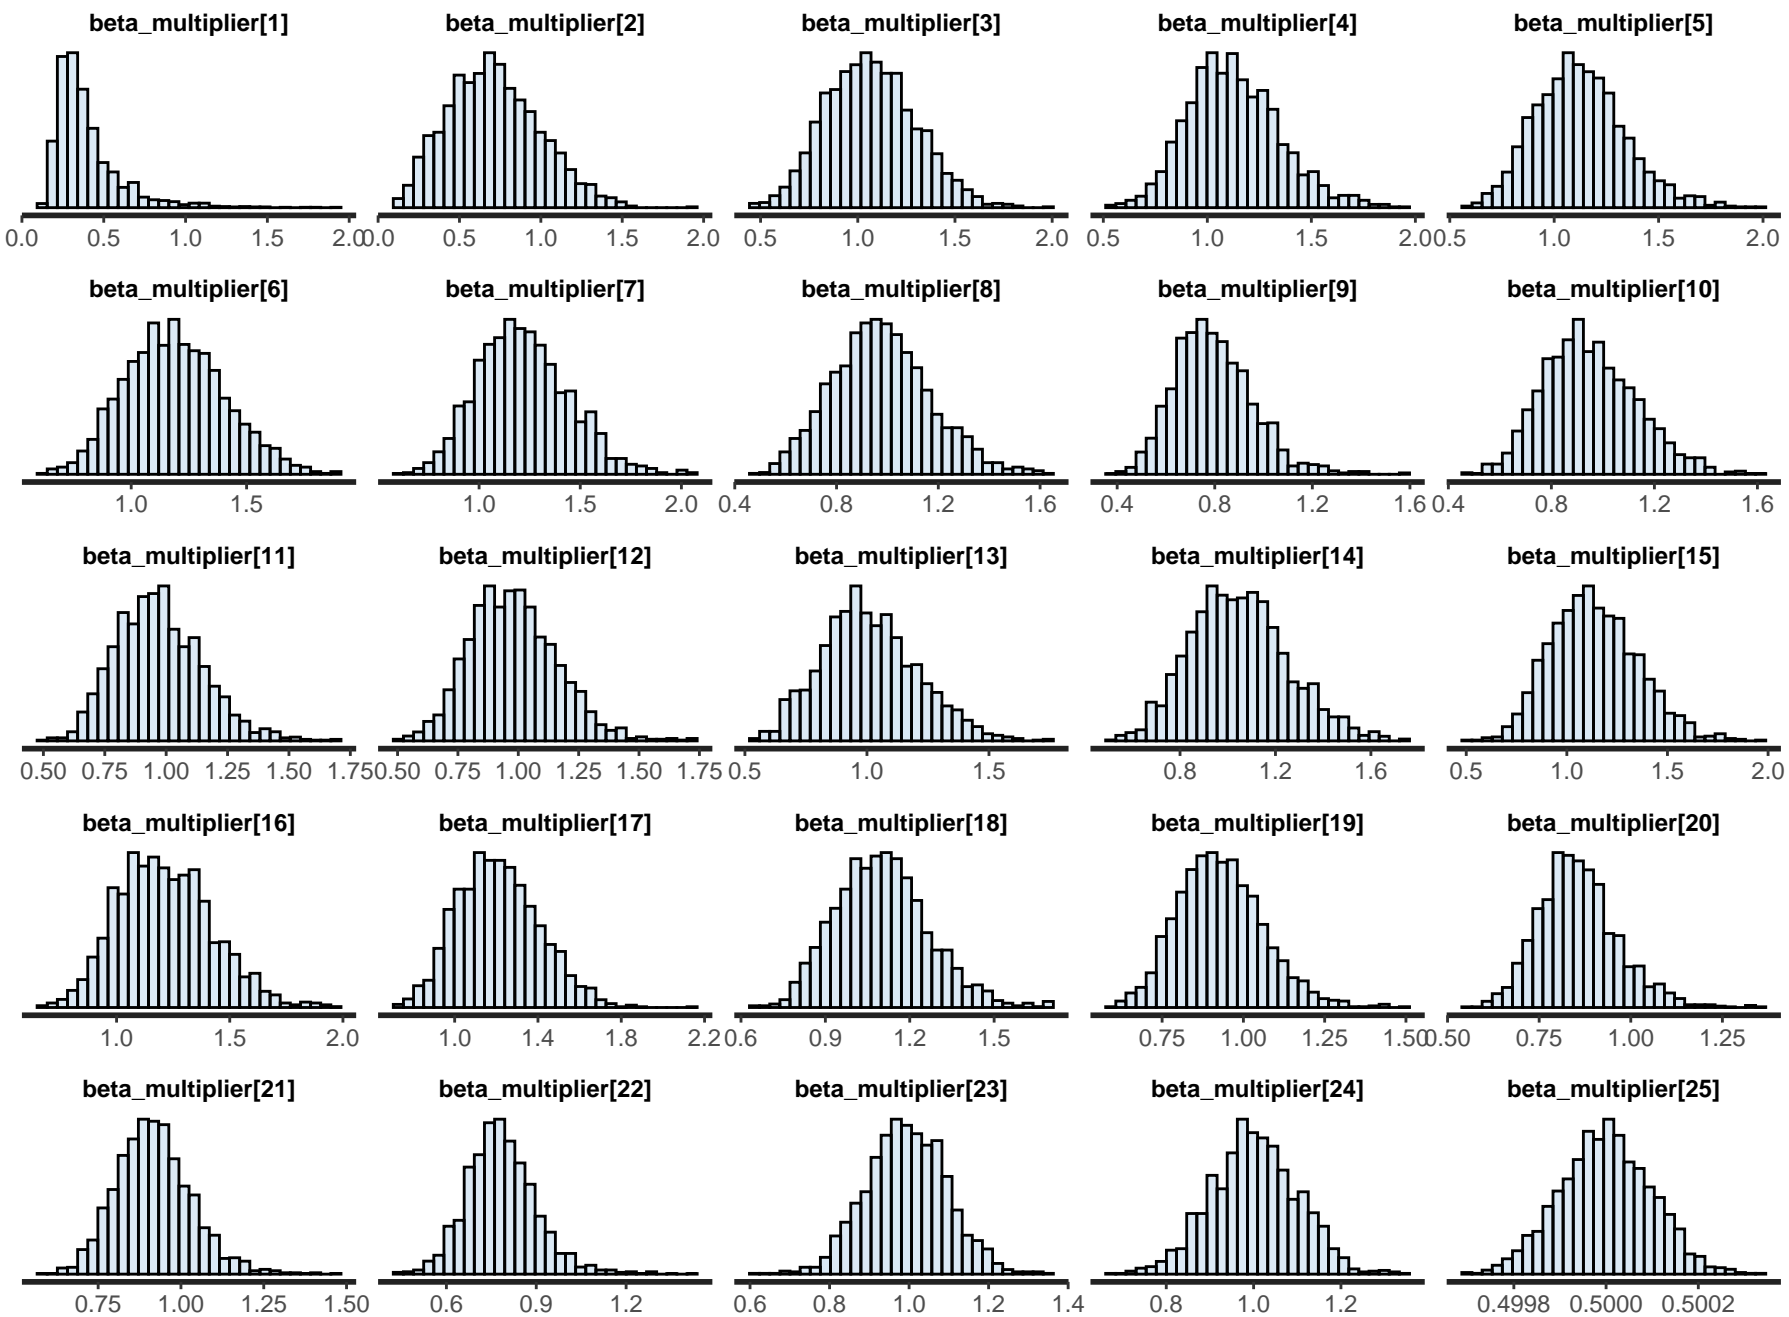 beta_multiplier[1] beta_multiplier[2] beta_multiplier[3] beta_multiplier[4] beta_multiplier[5]
0.0 0.5 1.0 1.5 2.0 0.0 0.5 1.0 1.5 2.0 0.5 1.0 1.5 2.0 0.5 1.0 1.5 2.0 0.5 1.0 1.5 2.0
beta_multiplier[6] beta_multiplier[7] beta_multiplier[8] beta_multiplier[9] beta_multiplier[10]
1.0 1.5 1.0 1.5 2.0 0.4 0.8 1.2 1.6 0.4 0.8 1.2 1.6 0.4 0.8 1.2 1.6
beta_multiplier[11] beta_multiplier[12] beta_multiplier[13] beta_multiplier[14] beta_multiplier[15]
0.50 0.75 1.00 1.25 1.50 1.75 0.50 0.75 1.00 1.25 1.50 1.75 0.5 1.0 1.5 0.8 1.2 1.6 0.5 1.0 1.5 2.0
beta_multiplier[16] beta_multiplier[17] beta_multiplier[18] beta_multiplier[19] beta_multiplier[20]
1.0 1.5 2.0 1.0 1.4 1.8 2.2 0.6 0.9 1.2 1.5 0.75 1.00 1.25 1.50 0.50 0.75 1.00 1.25
beta_multiplier[21] beta_multiplier[22] beta_multiplier[23] beta_multiplier[24] beta_multiplier[25]
0.75 1.00 1.25 1.50 0.6 0.9 1.2 0.6 0.8 1.0 1.2 1.4 0.8 1.0 1.2 0.4998 0.5000 0.5002